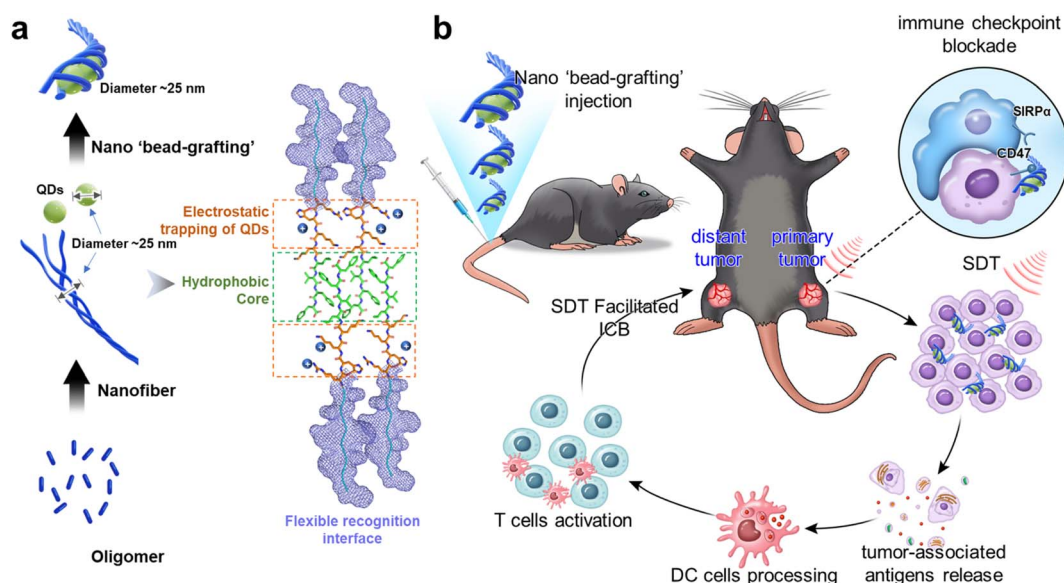 a
Diameter ~25 nm
Nano ‘bead-grafting’
QDs
Diameter ~25 nm
Nanofiber
Oligomer
Electrostatic
trapping of QDs
Hydrophobic
Core
Flexible recognition
interface
b
Nano ‘bead-grafting’
injection
immune checkpoint
blockade
SIRPα
CD47
distant
tumor
primary
tumor
SDT
SDT Facilitated
ICB
T cells activation
DC cells processing
tumor-associated
antigens release